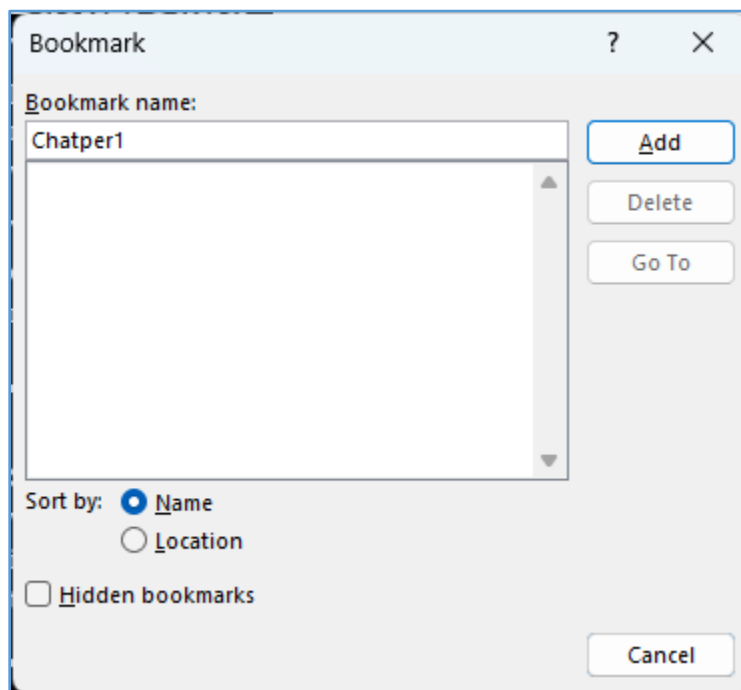 Bookmark ?
Bookmark name:
Chatper1
Add
Delete
Go To
Sort by: Name
Location
Hidden bookmarks
Cancel